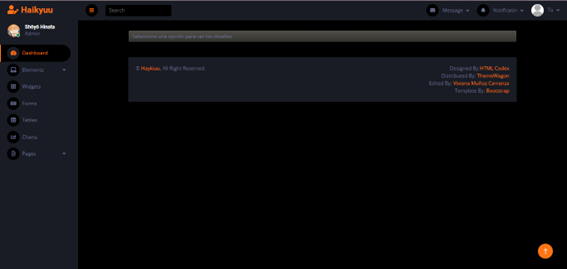 Haikyuu
Search
Message
Notificatin
Tú
Shōyō Hinata
Admin
Dashboard
Elements
Widgets
Forms
Tables
Charts
Pages
Selecciona una opción para ver los detalles
© Haykuu, All Right Reserved.
Designed By HTML Codex
Distributed By: ThemeWagon
Edited By: Viviana Muñoz Carranza
Template By: Bootstrap